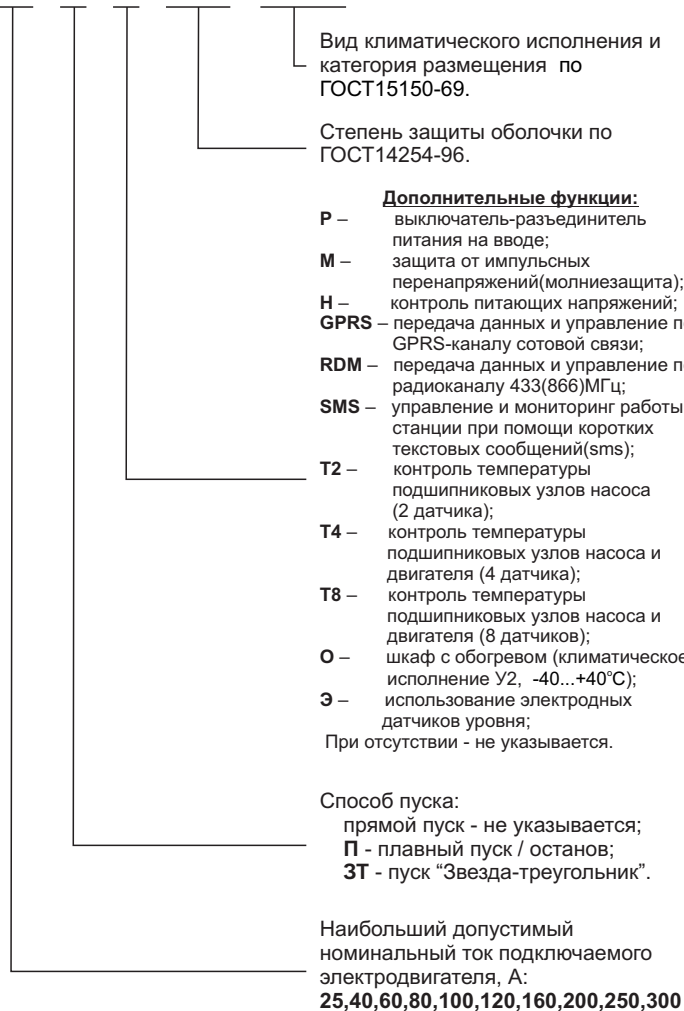 Вид климатического исполнения и
категория размещения по
ГОСТ15150-69.
Степень защиты оболочки по
ГОСТ14254-96.
Дополнительные функции:
Р – выключатель-разъединитель
питания на вводе;
М – защита от импульсных
перенапряжений(молниезащита);
Н – контроль питающих напряжений;
GPRS – передача данных и управление п
GPRS-каналу сотовой связи;
RDM – передача данных и управление п
радиоканалу 433(866)МГц;
SMS – управление и мониторинг работы
станции при помощи коротких
текстовых сообщений(sms);
Т2 – контроль температуры
подшипниковых узлов насоса
(2 датчика);
Т4 – контроль температуры
подшипниковых узлов насоса и
двигателя (4 датчика);
Т8 – контроль температуры
подшипниковых узлов насоса и
двигателя (8 датчиков);
О – шкаф с обогревом (климатическое
исполнение У2, -40...+40°С);
Э – использование электродных
датчиков уровня;
При отсутствии - не указывается.
Способ пуска:
прямой пуск - не указывается;
П - плавный пуск / останов;
ЗТ - пуск “Звезда-треугольник”.
Наибольший допустимый
номинальный ток подключаемого
электродвигателя, А:
25,40,60,80,100,120,160,200,250,300